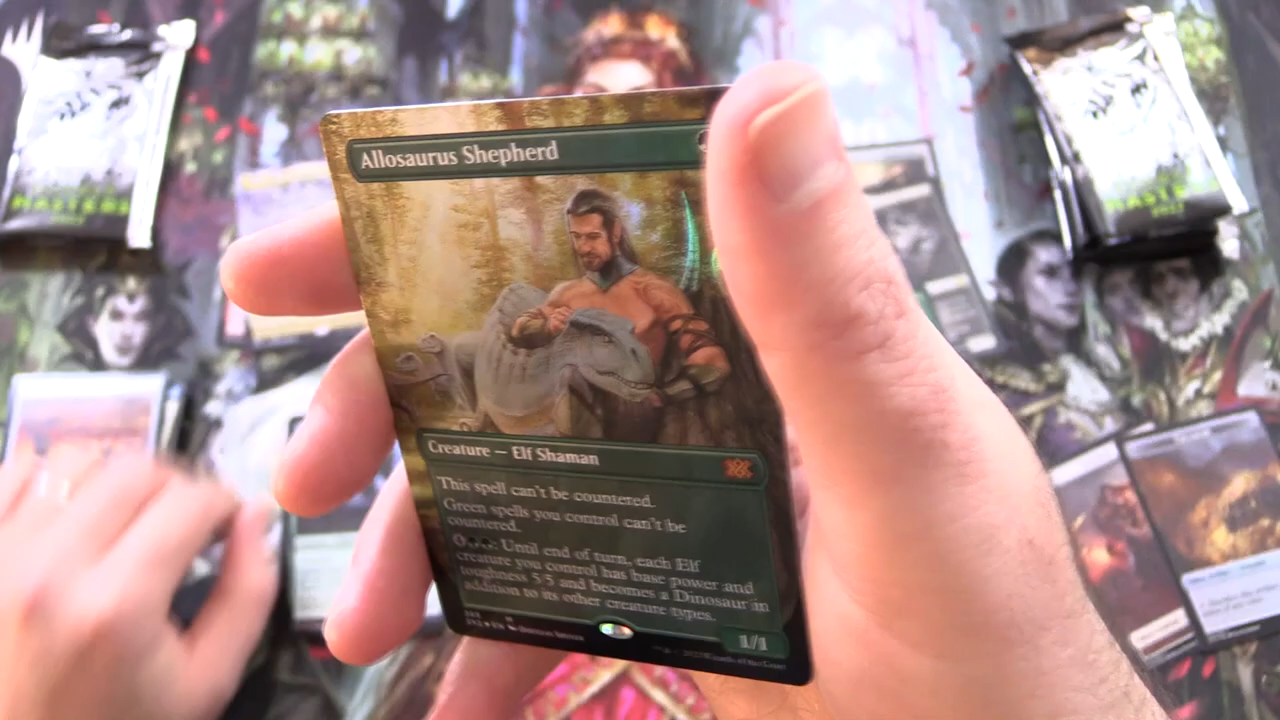 Allosaurus Shepherd
Creature — Elf Shaman
This spell can't be countered.
Green spells you control can't be
countered.
: Until end of turn, each Elf
creature you control has base power and
toughness 5/5 and becomes a Dinosaur in
addition to its other creature types.
1/1